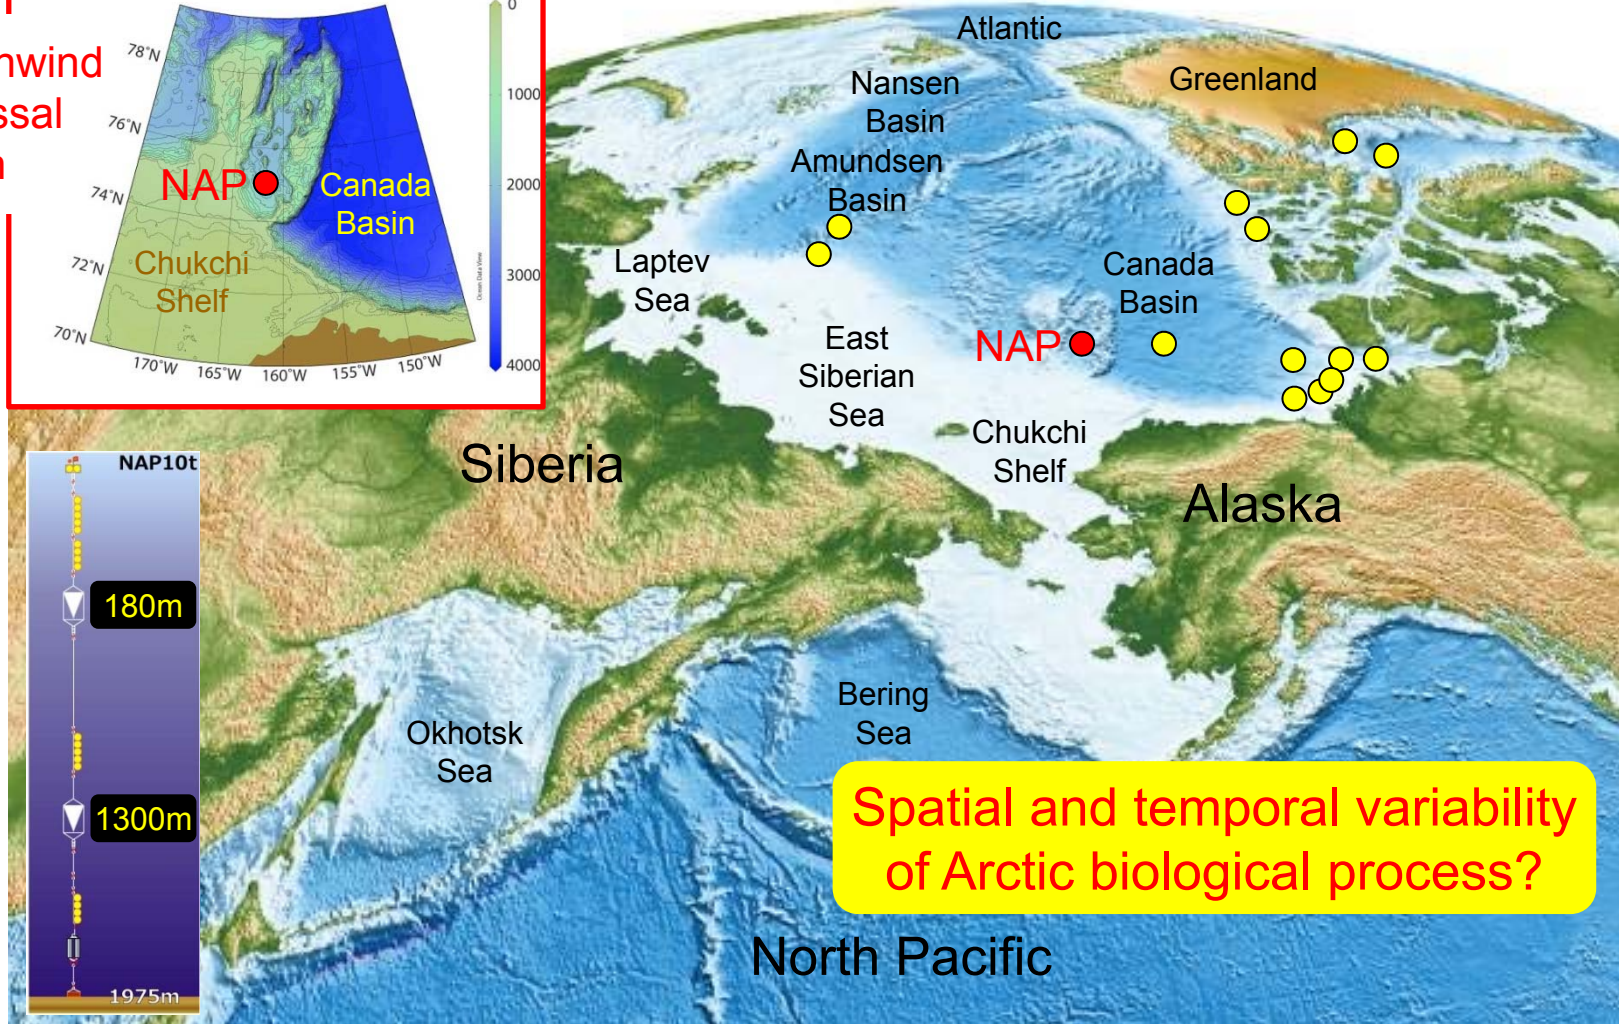 nwind
ssal
78°N
76°N
74°N
72°N
70°N
NAP
Canada
Basin
Chukchi
Shelf
170°W
165°W
160°W
155°W
150°W
0
1000
2000
3000
4000
Ocean Data View
Atlantic
Nansen
Basin
Greenland
Amundsen
Basin
Laptev
Sea
Canada
Basin
East
Siberian
Sea
NAP
Chukchi
Shelf
Siberia
Alaska
NAP10t
180m
1300m
1975m
Okhotsk
Sea
Bering
Sea
Spatial and temporal variability
of Arctic biological process?
North Pacific